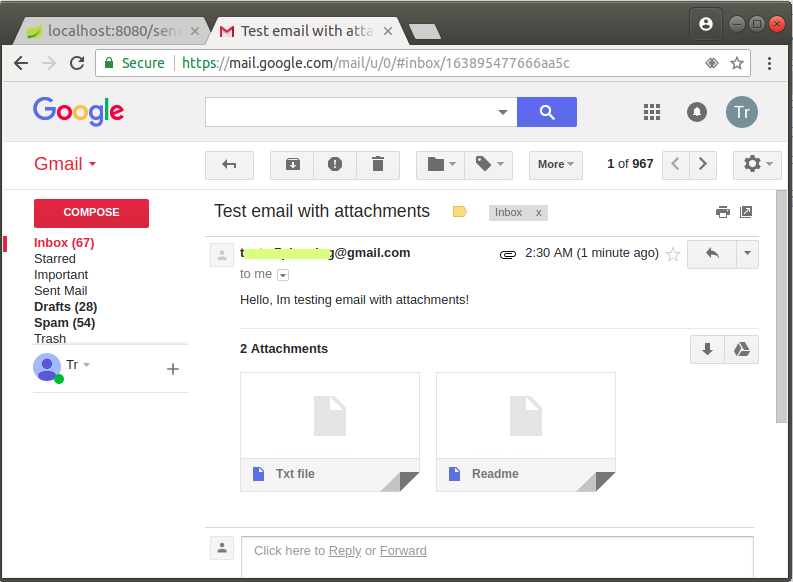 localhost:8080/sen
Test email with atta
Secure https://mail.google.com/mail/u/0/#inbox/163895477666aa5c
Google
Tr
Gmail
More
1 of 967
COMPOSE
Test email with attachments
Inbox x
Inbox (67)
Starred
Important
Sent Mail
Drafts (28)
Spam (54)
Trash
Tr
@gmail.com
2:30 AM (1 minute ago)
to me
Hello, Im testing email with attachments!
2 Attachments
Txt file
Readme
Click here to Reply or Forward